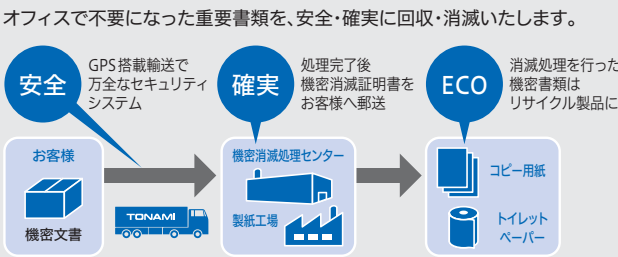 オフィスで不要になった重要書類を、安全・確実に回収・消滅いたします。
安全
GPS搭載輸送で
万全なセキュリティ
システム
確実
処理完了後
機密消滅証明書を
お客様へ郵送
ECO
消滅処理を行った
機密書類は
リサイクル製品に
お客様
機密文書
TONAMI
機密消滅処理センター
製紙工場
コピー用紙
トイレット
ペーパー